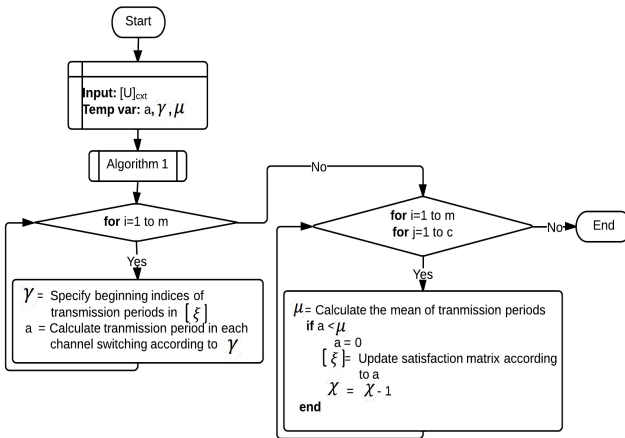 Start
Input: [U]cxt
Temp var: a, γ, μ
Algorithm 1
for i=1 to m
No
Yes
γ = Specify beginning indices of
transmission periods in [ξ]
a = Calculate tranmission period in each
channel switching according to γ
for i=1 to m
for j=1 to c
No
End
Yes
μ = Calculate the mean of tranmission periods
if a < μ
a = 0
[ξ]= Update satisfaction matrix according
to a
χ = χ - 1
end